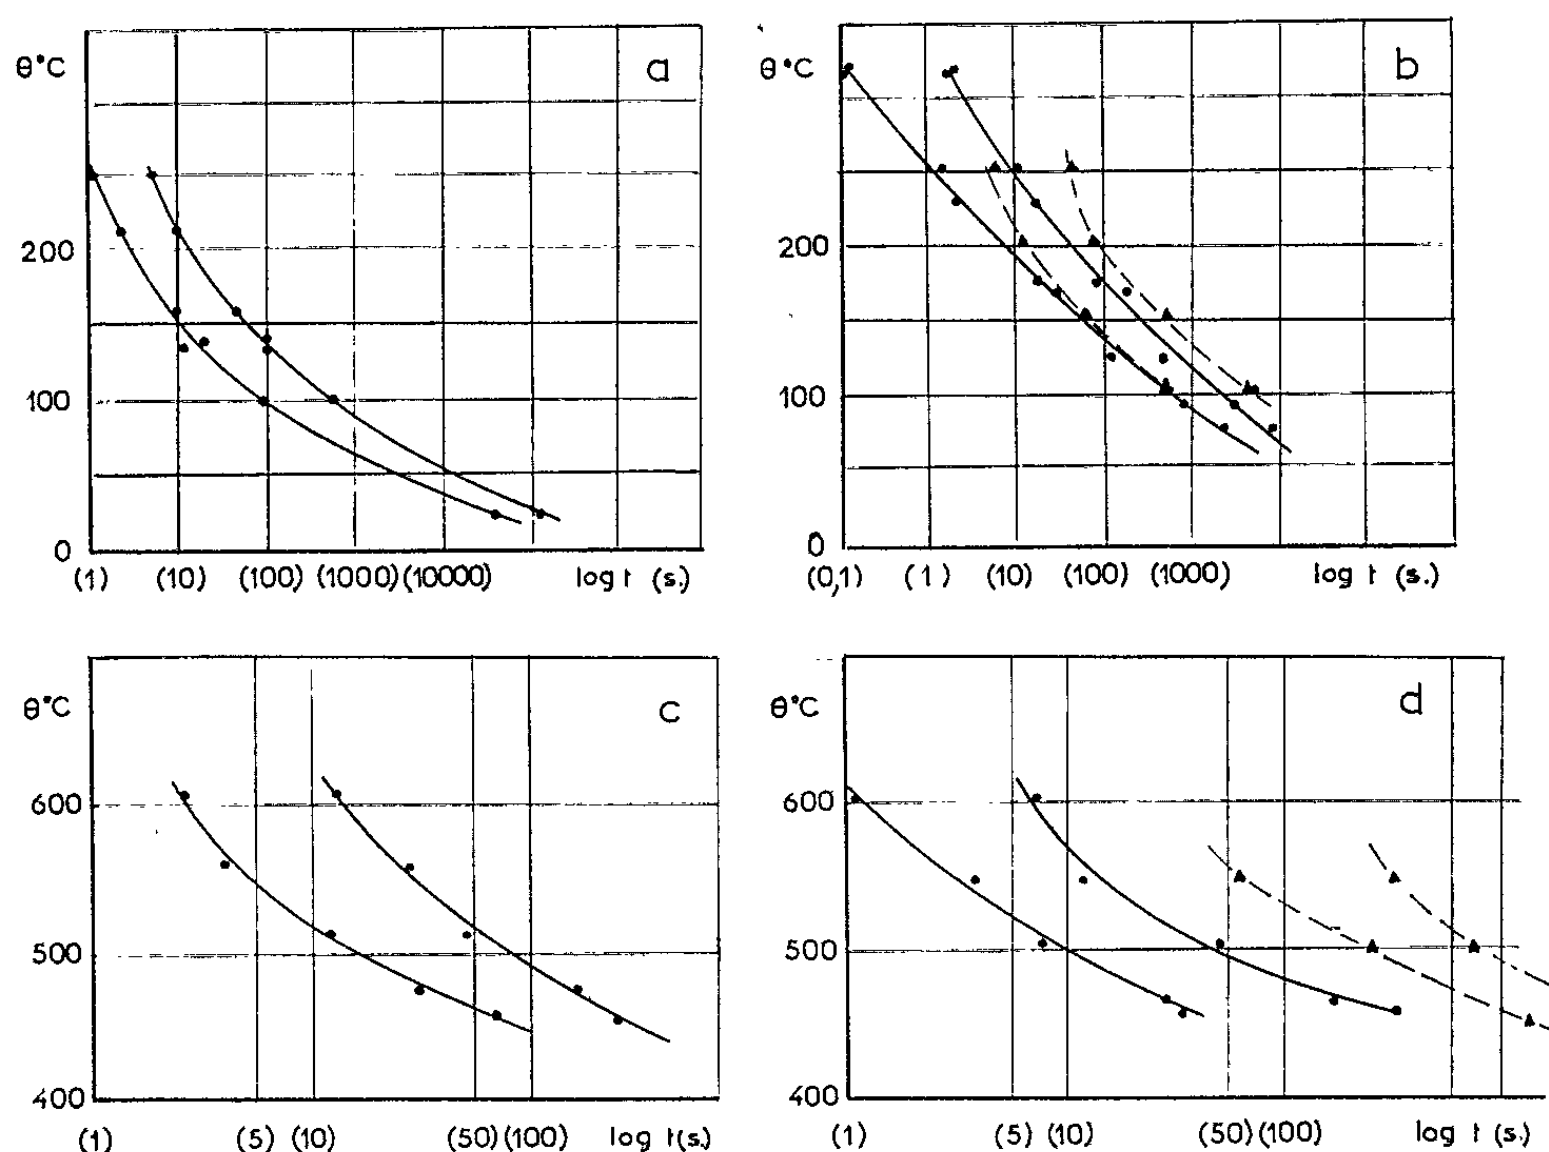 a
θ°C
200
100
0
(1) (10) (100) (1000) (10000) log t (s.)
b
θ°C
200
100
0
(0,1) (1) (10) (100) (1000) log t (s.)
c
θ°C
600
500
400
(1) (5) (10) (50) (100) log t(s.)
d
θ°C
600
500
400
(1) (5) (10) (50) (100) log t (s.)